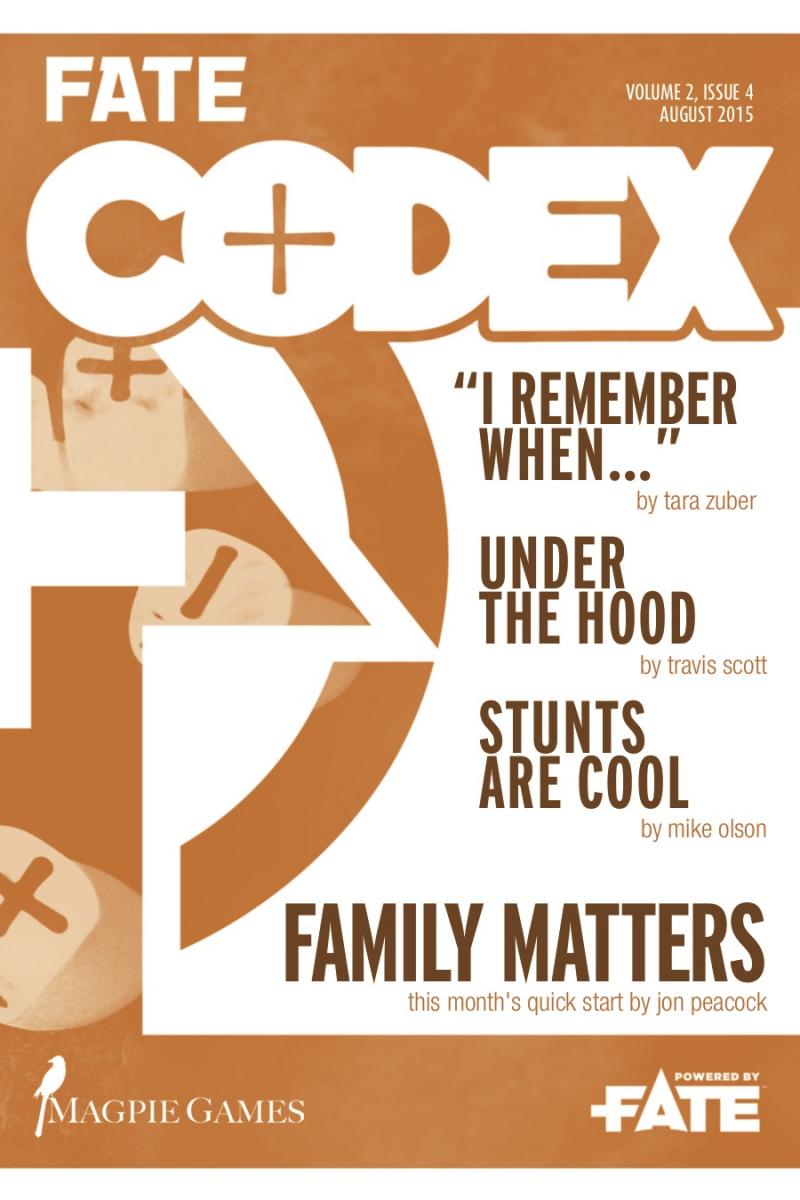 FATE
VOLUME 2, ISSUE 4
AUGUST 2015
CODEX
“I REMEMBER
WHEN...”
by tara zuber
UNDER
THE HOOD
by travis scott
STUNTS
ARE COOL
by mike olson
FAMILY MATTERS
this month's quick start by jon peacock
MAGPIE GAMES
POWERED BY
FATE™